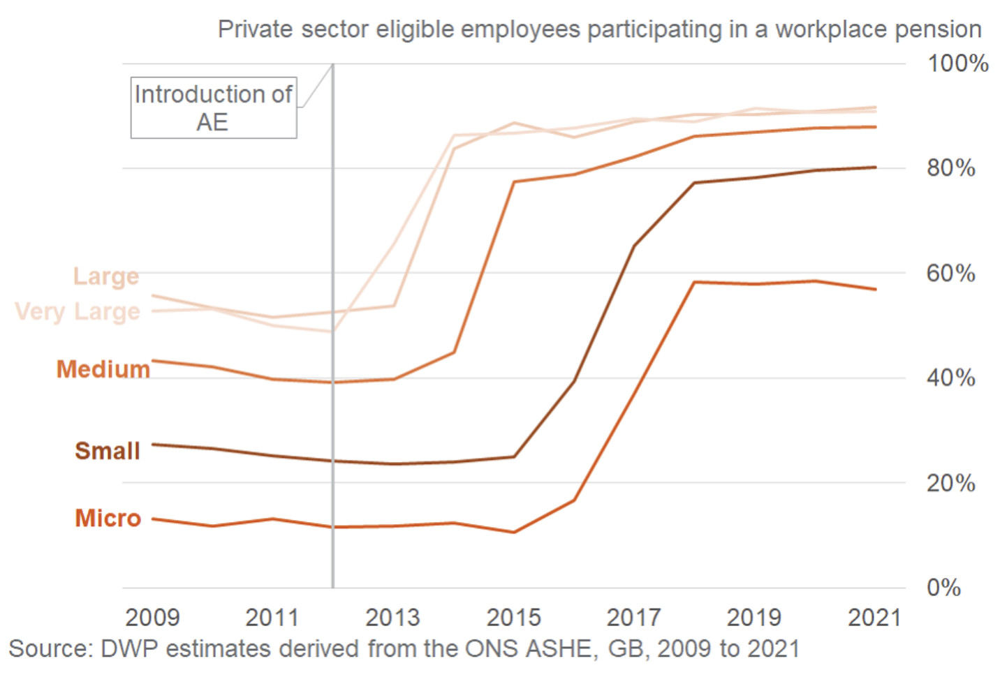 Private sector eligible employees participating in a workplace pension
100%
Introduction of
AE
80%
Large
60%
Very Large
Medium
40%
Small
20%
Micro
0%
2009 2011 2013 2015 2017 2019 2021
Source: DWP estimates derived from the ONS ASHE, GB, 2009 to 2021